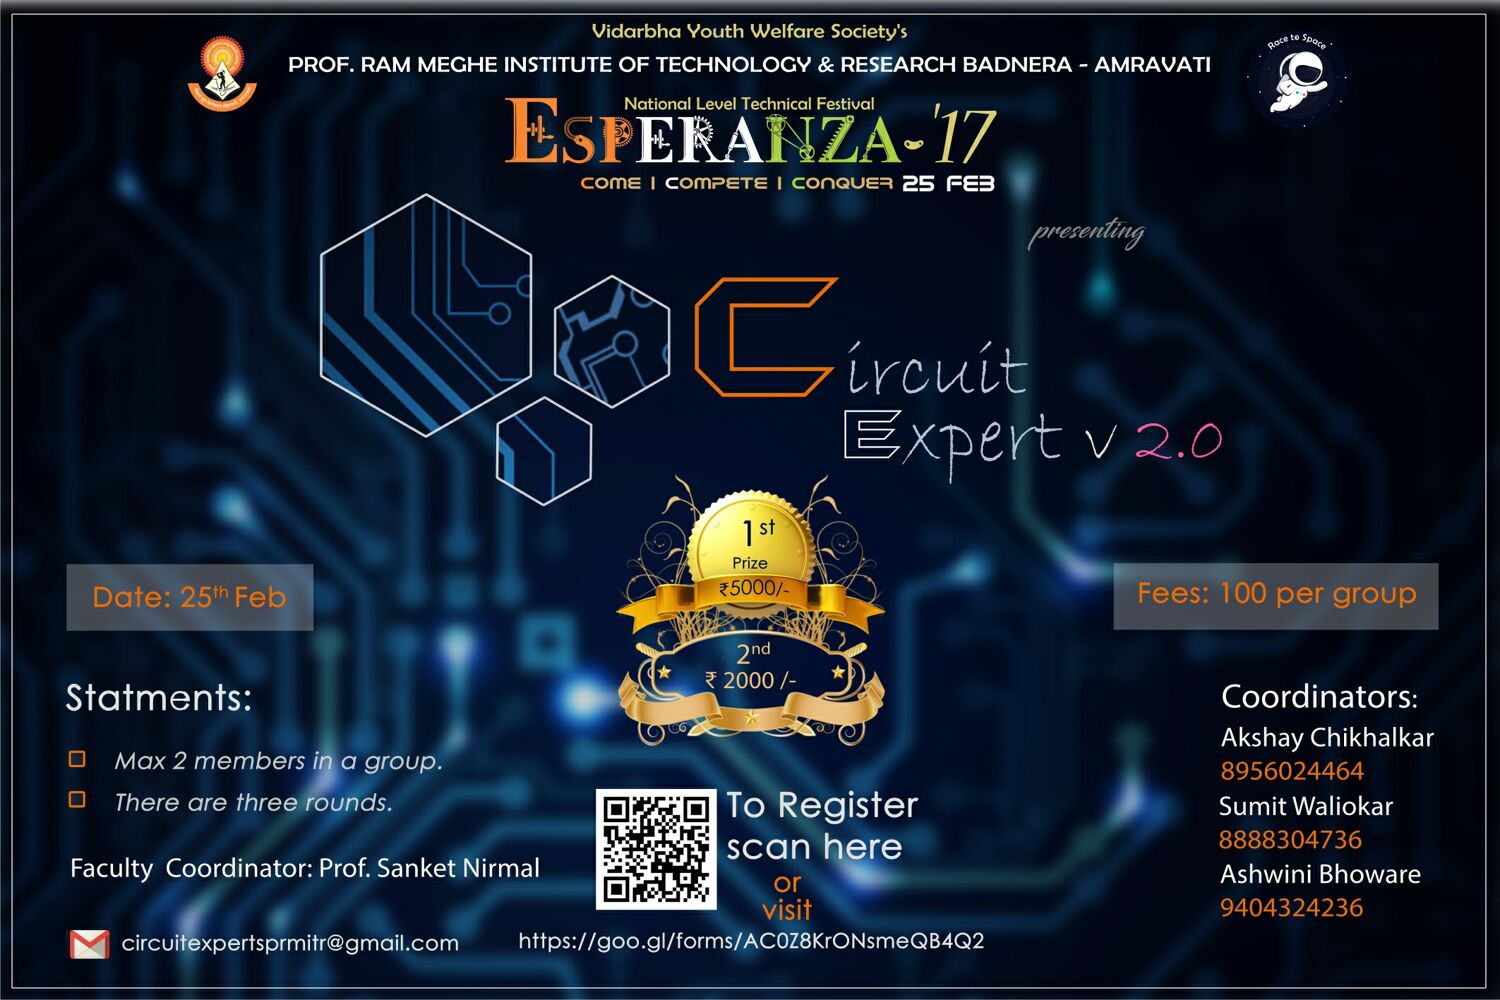 Vidarbha Youth Welfare Society's
PROF. RAM MEGHE INSTITUTE OF TECHNOLOGY & RESEARCH BADNERA - AMRAVATI
Race to Space
National Level Technical Festival
ESPERANZA-'17
COME | COMPETE | CONQUER 25 FEB
presenting
Circuit
Expert v 2.0
1st
Prize
₹5000/-
2nd
₹ 2000 /-
Date: 25th Feb
Fees: 100 per group
Statments:
Max 2 members in a group.
There are three rounds.
Faculty Coordinator: Prof. Sanket Nirmal
circuitexpertsprmitr@gmail.com
To Register
scan here
or
visit
https://goo.gl/forms/AC0Z8KrONsmeQB4Q2
Coordinators:
Akshay Chikhalkar
8956024464
Sumit Waliokar
8888304736
Ashwini Bhoware
9404324236